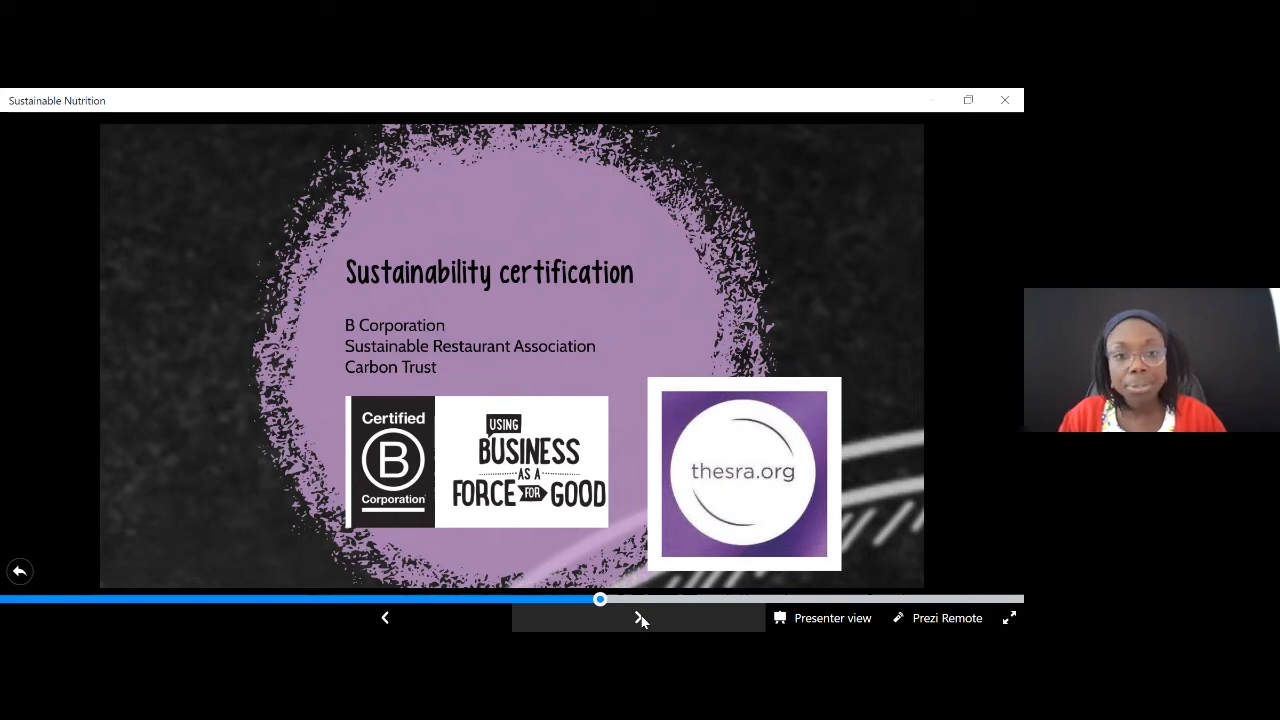 Sustainable Nutrition
Sustainability certification
B Corporation
Sustainable Restaurant Association
Carbon Trust
Certified
B
Corporation
USING
BUSINESS
AS A
FORCE FOR GOOD
thesra.org
Presenter view
Prezi Remote